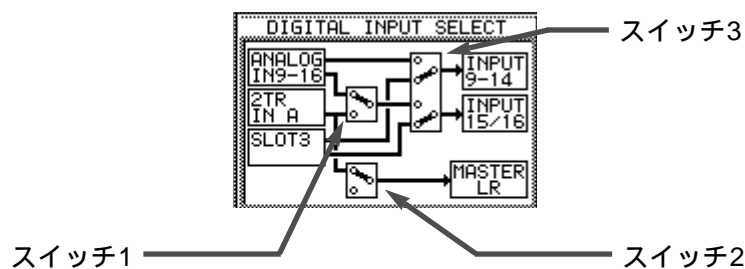 DIGITAL INPUT SELECT
スイッチ3
ANALOG
IN9-16
INPUT
9-14
2TR
IN A
INPUT
15/16
SLOT3
MASTER
LR
スイッチ1
スイッチ2